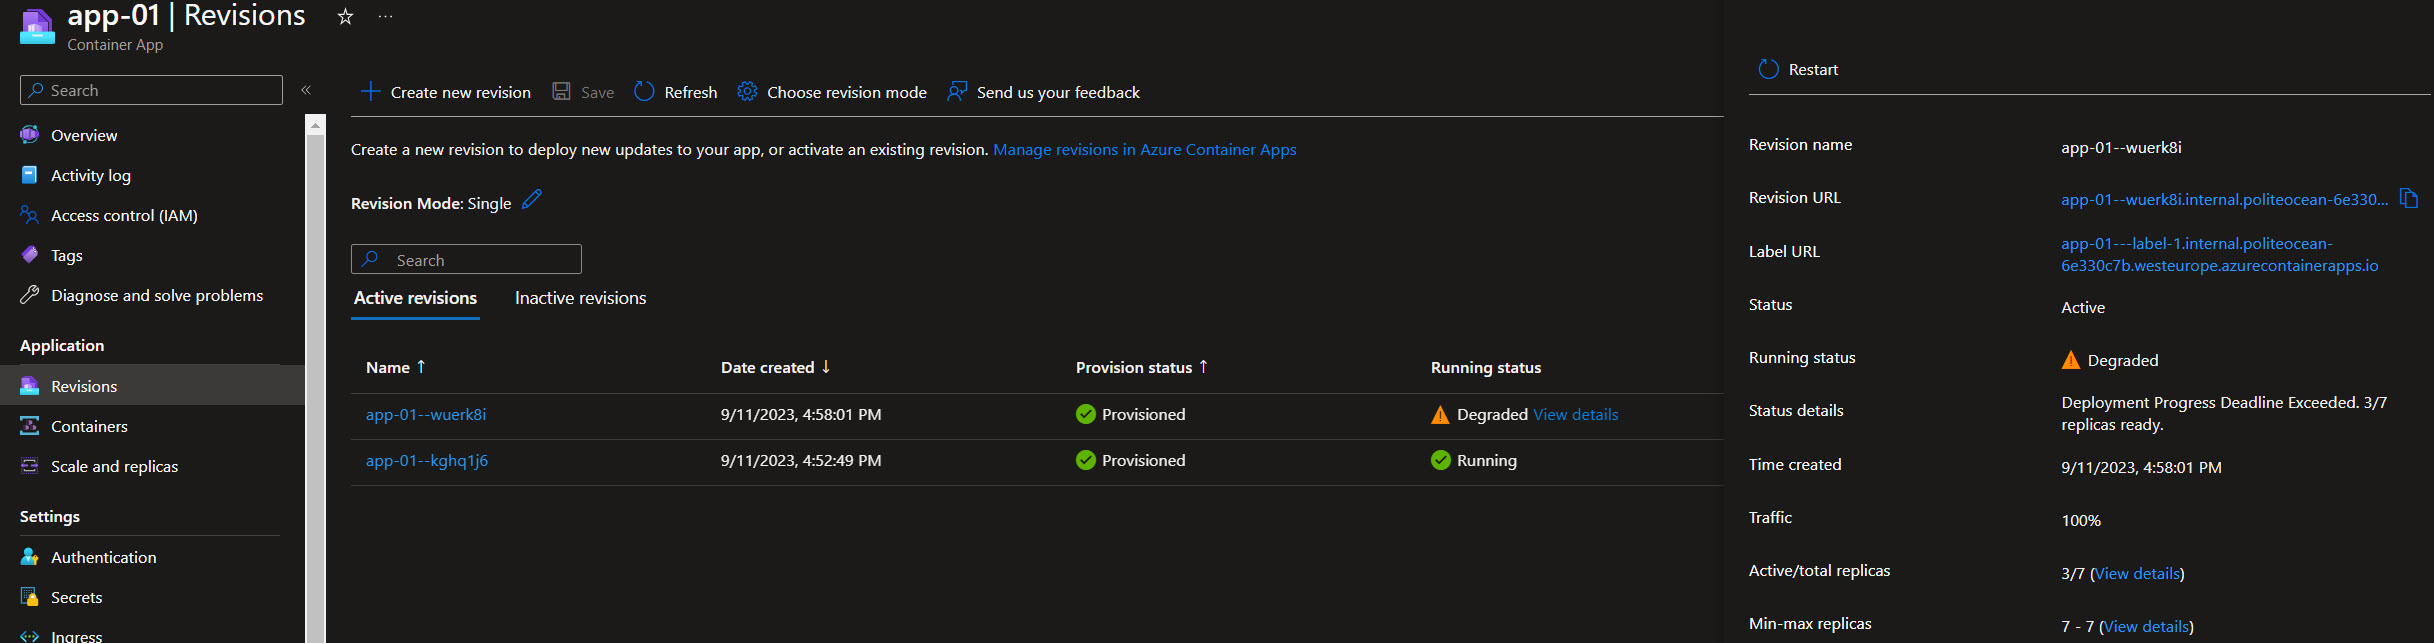 app-01 | Revisions
Container App
Search
Overview
Activity log
Access control (IAM)
Tags
Diagnose and solve problems
Application
Revisions
Containers
Scale and replicas
Settings
Authentication
Secrets
Ingress
Create new revision
Save
Refresh
Choose revision mode
Send us your feedback
Create a new revision to deploy new updates to your app, or activate an existing revision. Manage revisions in Azure Container Apps
Revision Mode: Single
Search
Active revisions Inactive revisions
Name ↑ Date created ↓ Provision status ↑ Running status
app-01--wuerk8i 9/11/2023, 4:58:01 PM Provisioned Degraded View details
app-01--kghq1j6 9/11/2023, 4:52:49 PM Provisioned Running
Restart
Revision name app-01--wuerk8i
Revision URL app-01--wuerk8i.internal.politeocean-6e330...
Label URL app-01---label-1.internal.politeocean-
6e330c7b.westeurope.azurecontainerapps.io
Status Active
Running status Degraded
Status details Deployment Progress Deadline Exceeded. 3/7
replicas ready.
Time created 9/11/2023, 4:58:01 PM
Traffic 100%
Active/total replicas 3/7 (View details)
Min-max replicas 7 - 7 (View details)